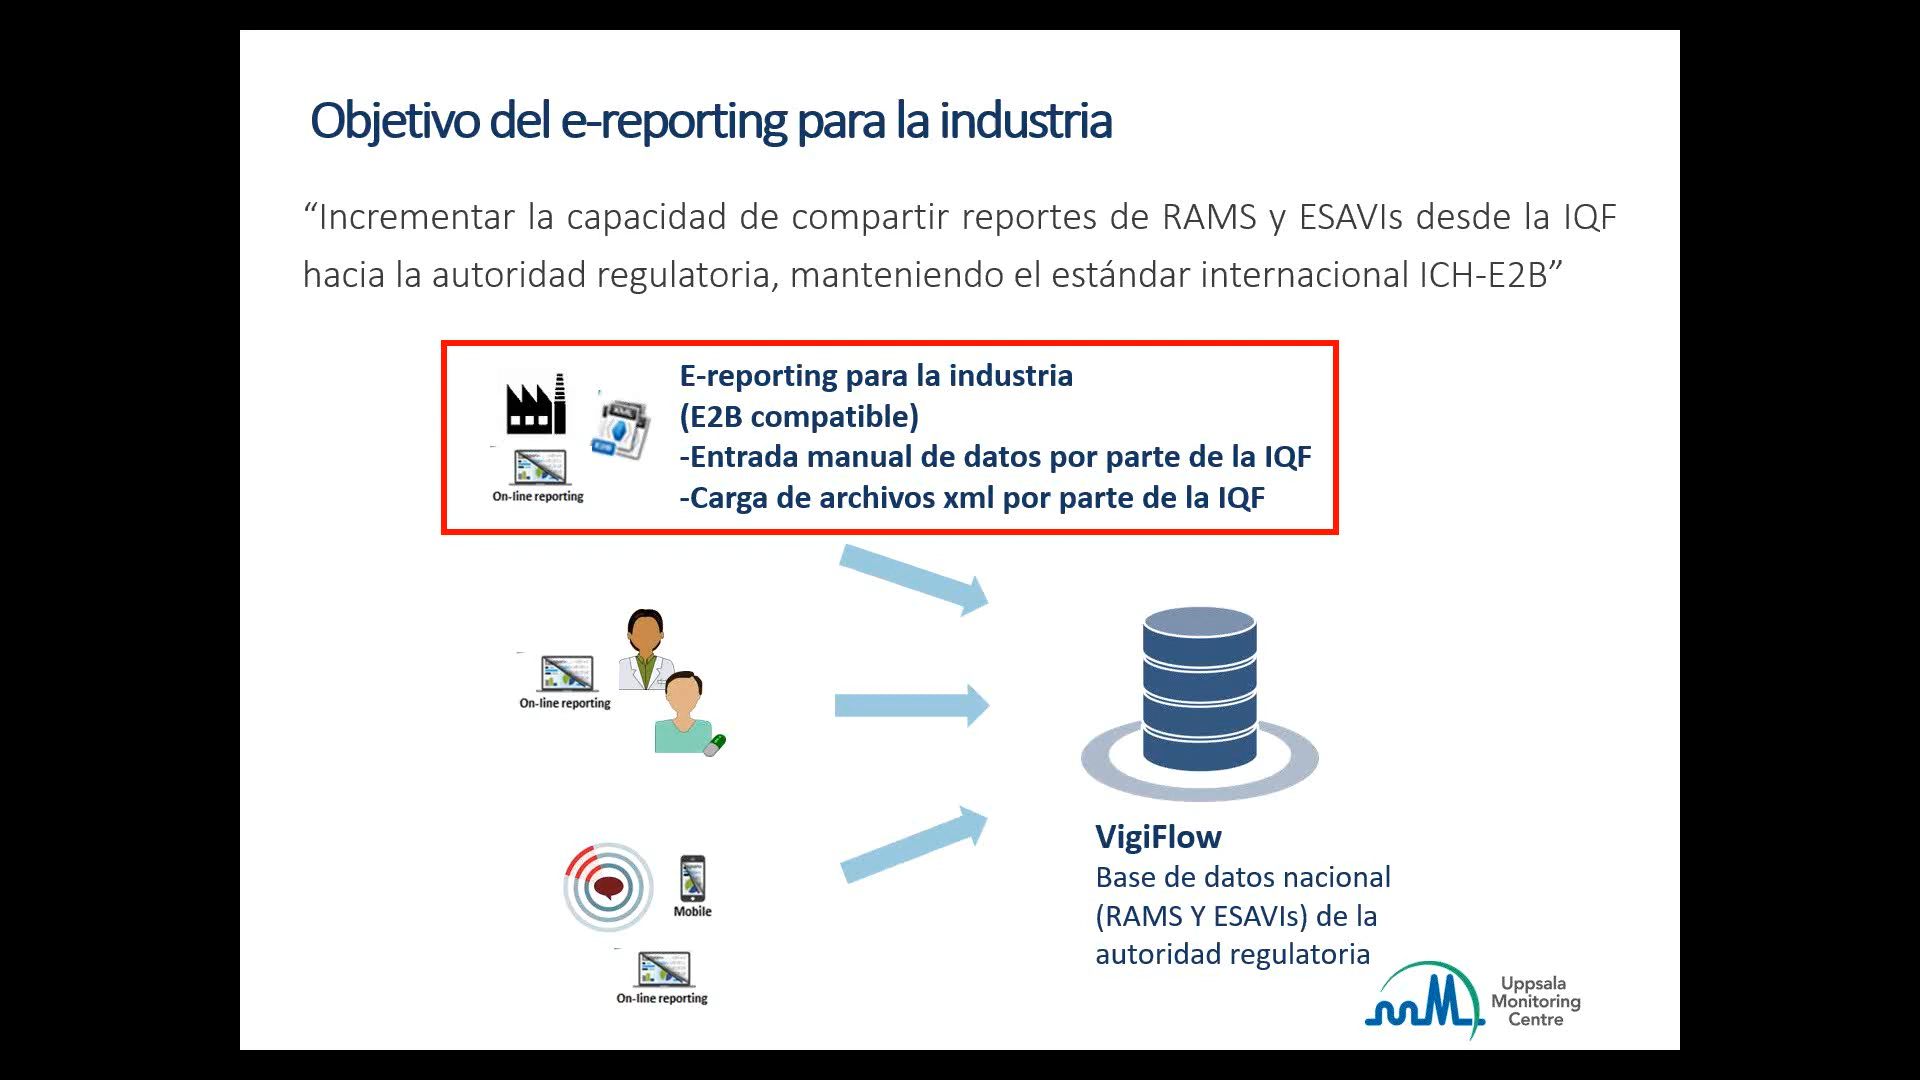 Objetivo del e-reporting para la industria
“Incrementar la capacidad de compartir reportes de RAMS y ESAVIs desde la IQF
hacia la autoridad regulatoria, manteniendo el estándar internacional ICH-E2B”
E-reporting para la industria
(E2B compatible)
-Entrada manual de datos por parte de la IQF
-Carga de archivos xml por parte de la IQF
On-line reporting
On-line reporting
Mobile
On-line reporting
VigiFlow
Base de datos nacional
(RAMS Y ESAVIs) de la
autoridad regulatoria
Uppsala
Monitoring
Centre